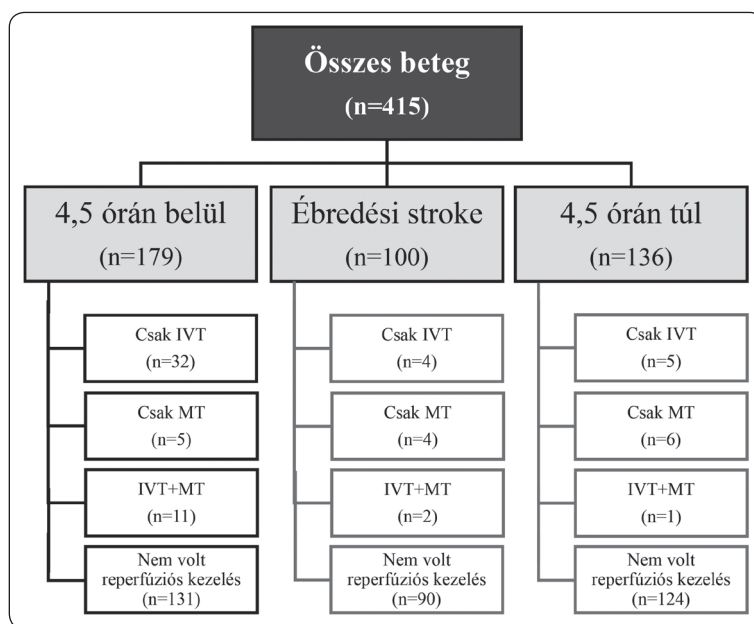 Összes beteg
(n=415)
4,5 órán belül
(n=179)
Csak IVT
(n=32)
Csak MT
(n=5)
IVT+MT
(n=11)
Nem volt
reperfúziós kezelés
(n=131)
Ébredési stroke
(n=100)
Csak IVT
(n=4)
Csak MT
(n=4)
IVT+MT
(n=2)
Nem volt
reperfúziós kezelés
(n=90)
4,5 órán túl
(n=136)
Csak IVT
(n=5)
Csak MT
(n=6)
IVT+MT
(n=1)
Nem volt
reperfúziós kezelés
(n=124)